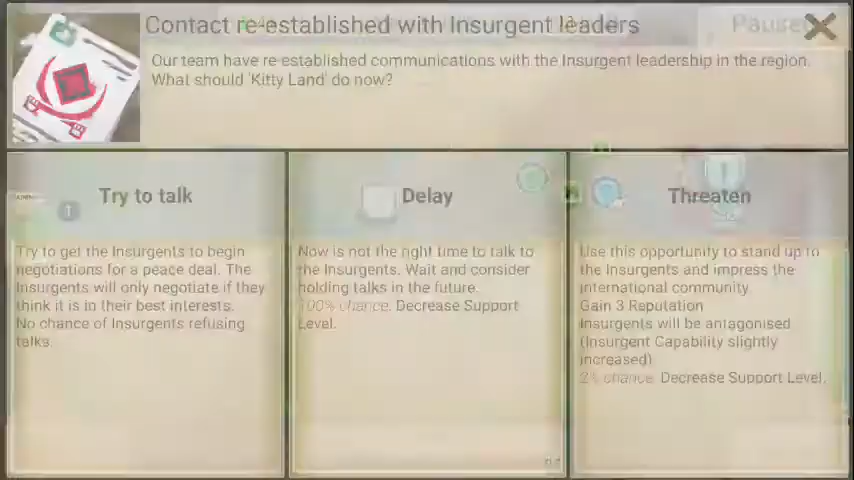 Contact re-established with Insurgent leaders
Paused
Our team have re-established communications with the Insurgent leadership in the region.
What should 'Kitty Land' do now?
Try to talk
Delay
Threaten
Try to get the Insurgents to begin
negotiations for a peace deal. The
Insurgents will only negotiate if they
think it is in their best interests.
No chance of Insurgents refusing
talks.
Now is not the right time to talk to
the Insurgents. Wait and consider
holding talks in the future.
100% chance. Decrease Support
Level.
Use this opportunity to stand up to
the Insurgents and impress the
international community.
Gain 3 Reputation
Insurgents will be antagonised
(Insurgent Capability slightly
increased)
2% chance. Decrease Support Level.